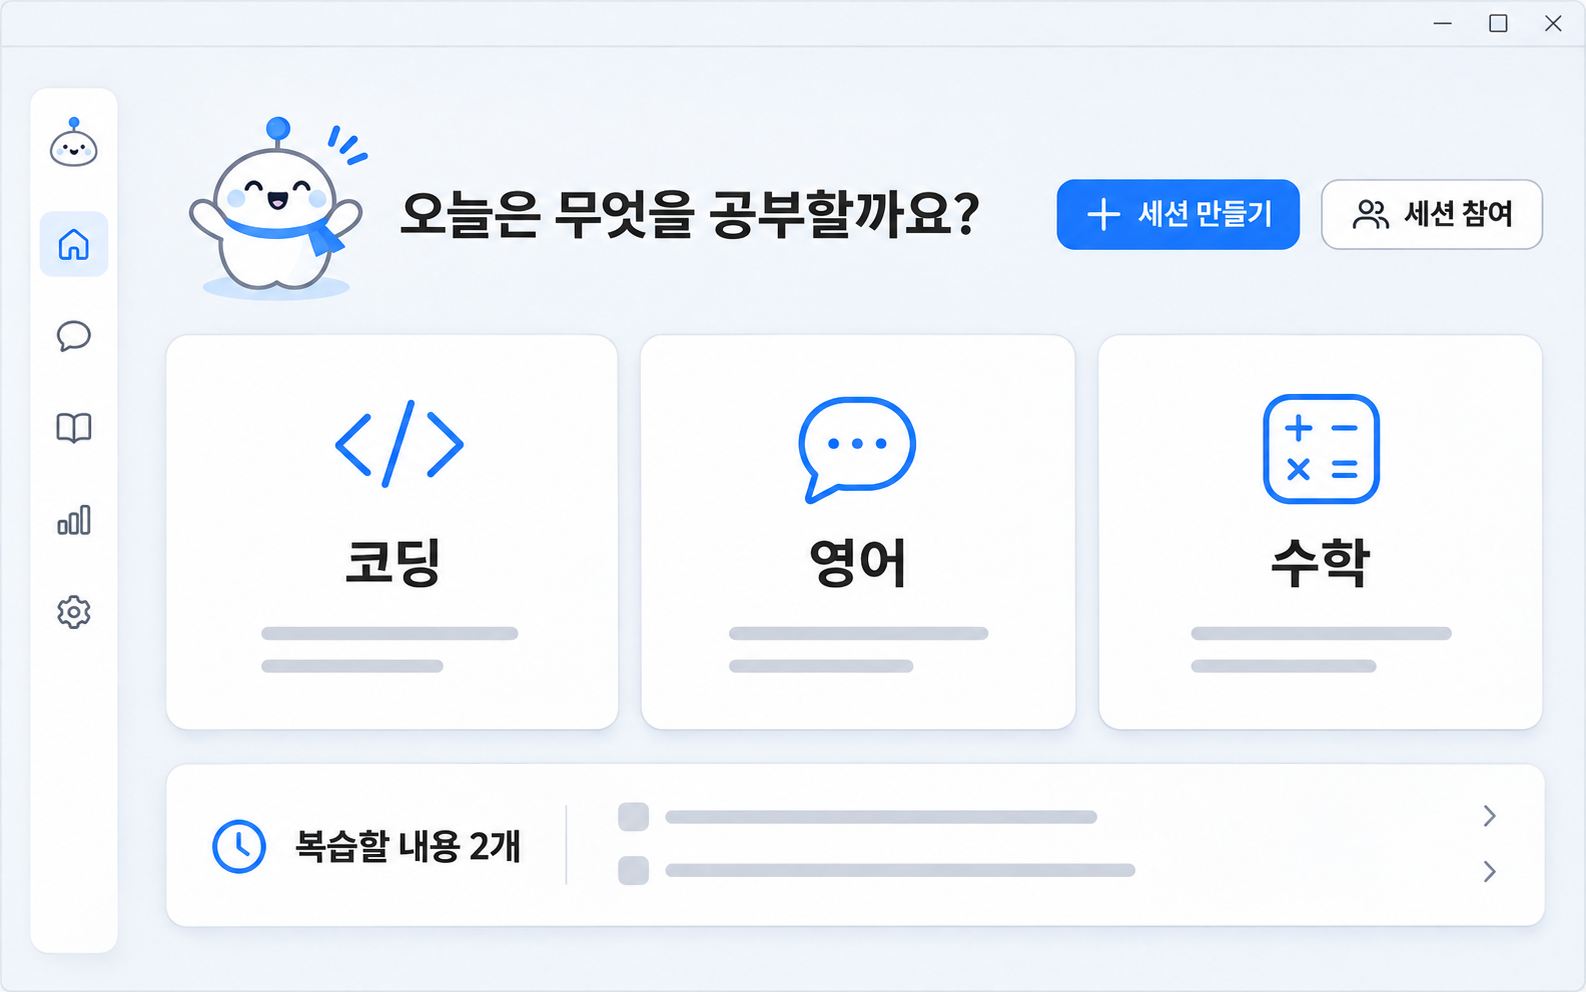 오늘은 무엇을 공부할까요?
세션 만들기
세션 참여
코딩
영어
수학
복습할 내용 2개